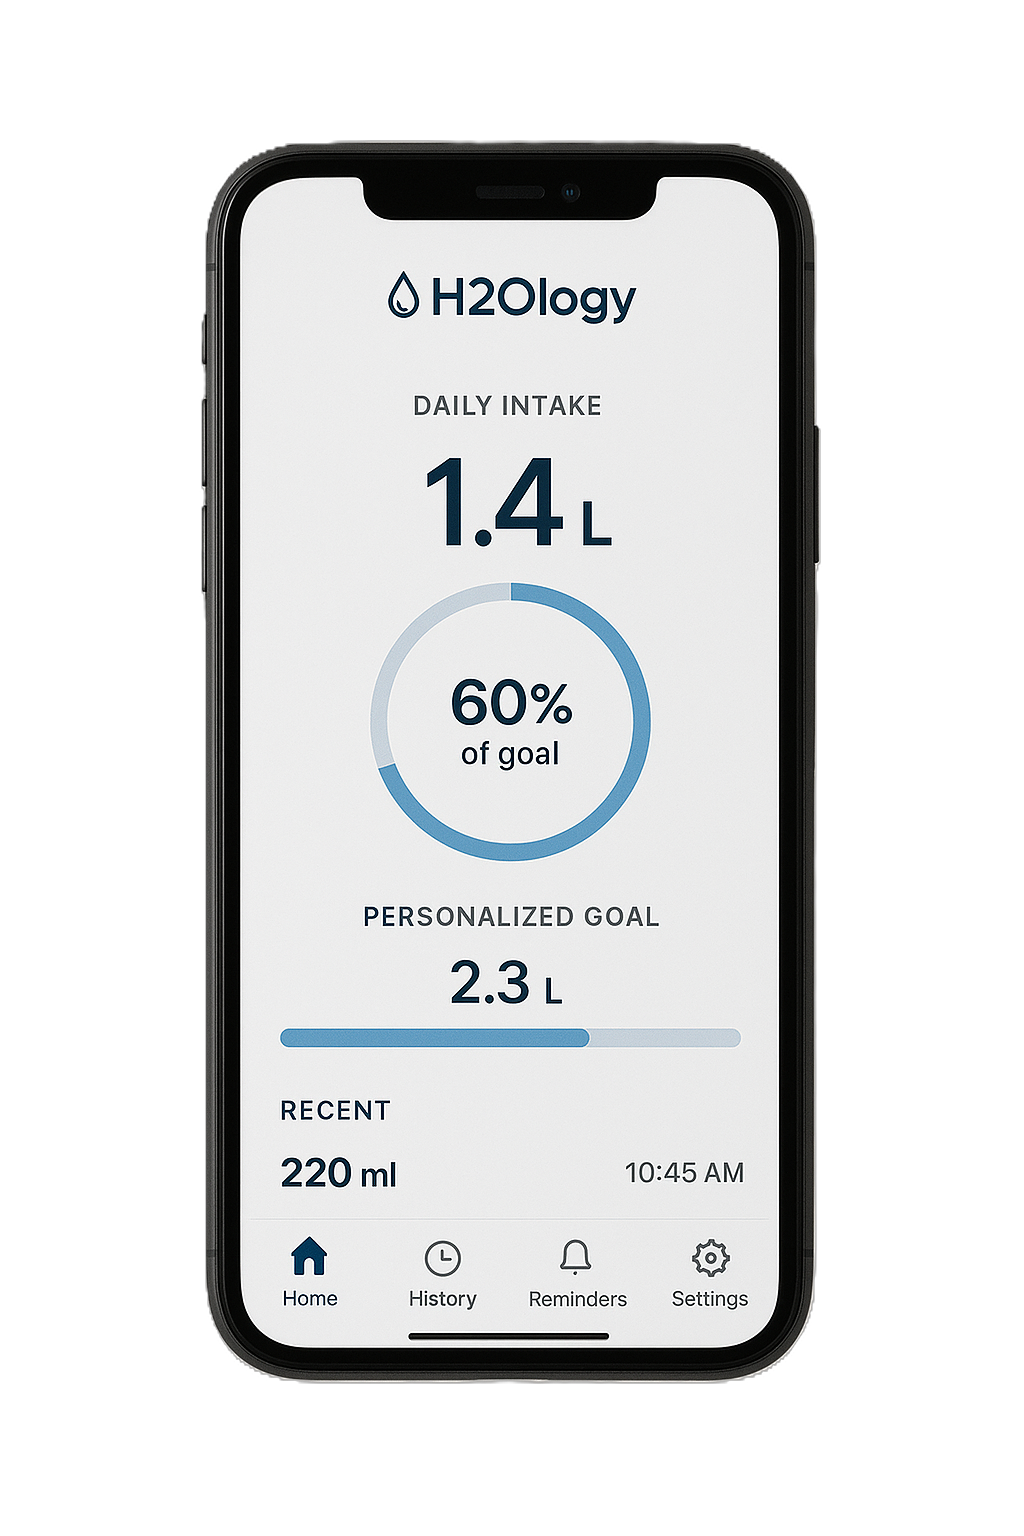 H2Ology
DAILY INTAKE
1.4 L
60%
of goal
PERSONALIZED GOAL
2.3 L
RECENT
220 ml 10:45 AM
Home History Reminders Settings